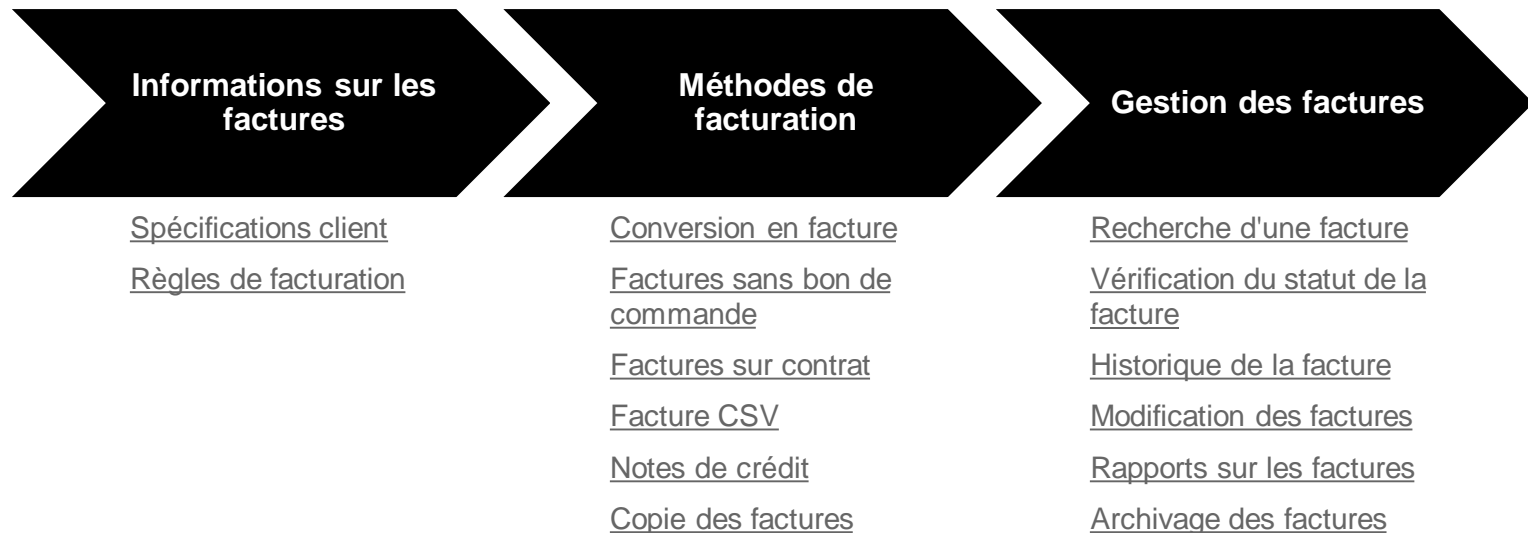 Informations sur les
factures
Méthodes de
facturation
Gestion des factures
Spécifications client
Règles de facturation
Conversion en facture
Factures sans bon de
commande
Factures sur contrat
Facture CSV
Notes de crédit
Copie des factures
Recherche d'une facture
Vérification du statut de la
facture
Historique de la facture
Modification des factures
Rapports sur les factures
Archivage des factures